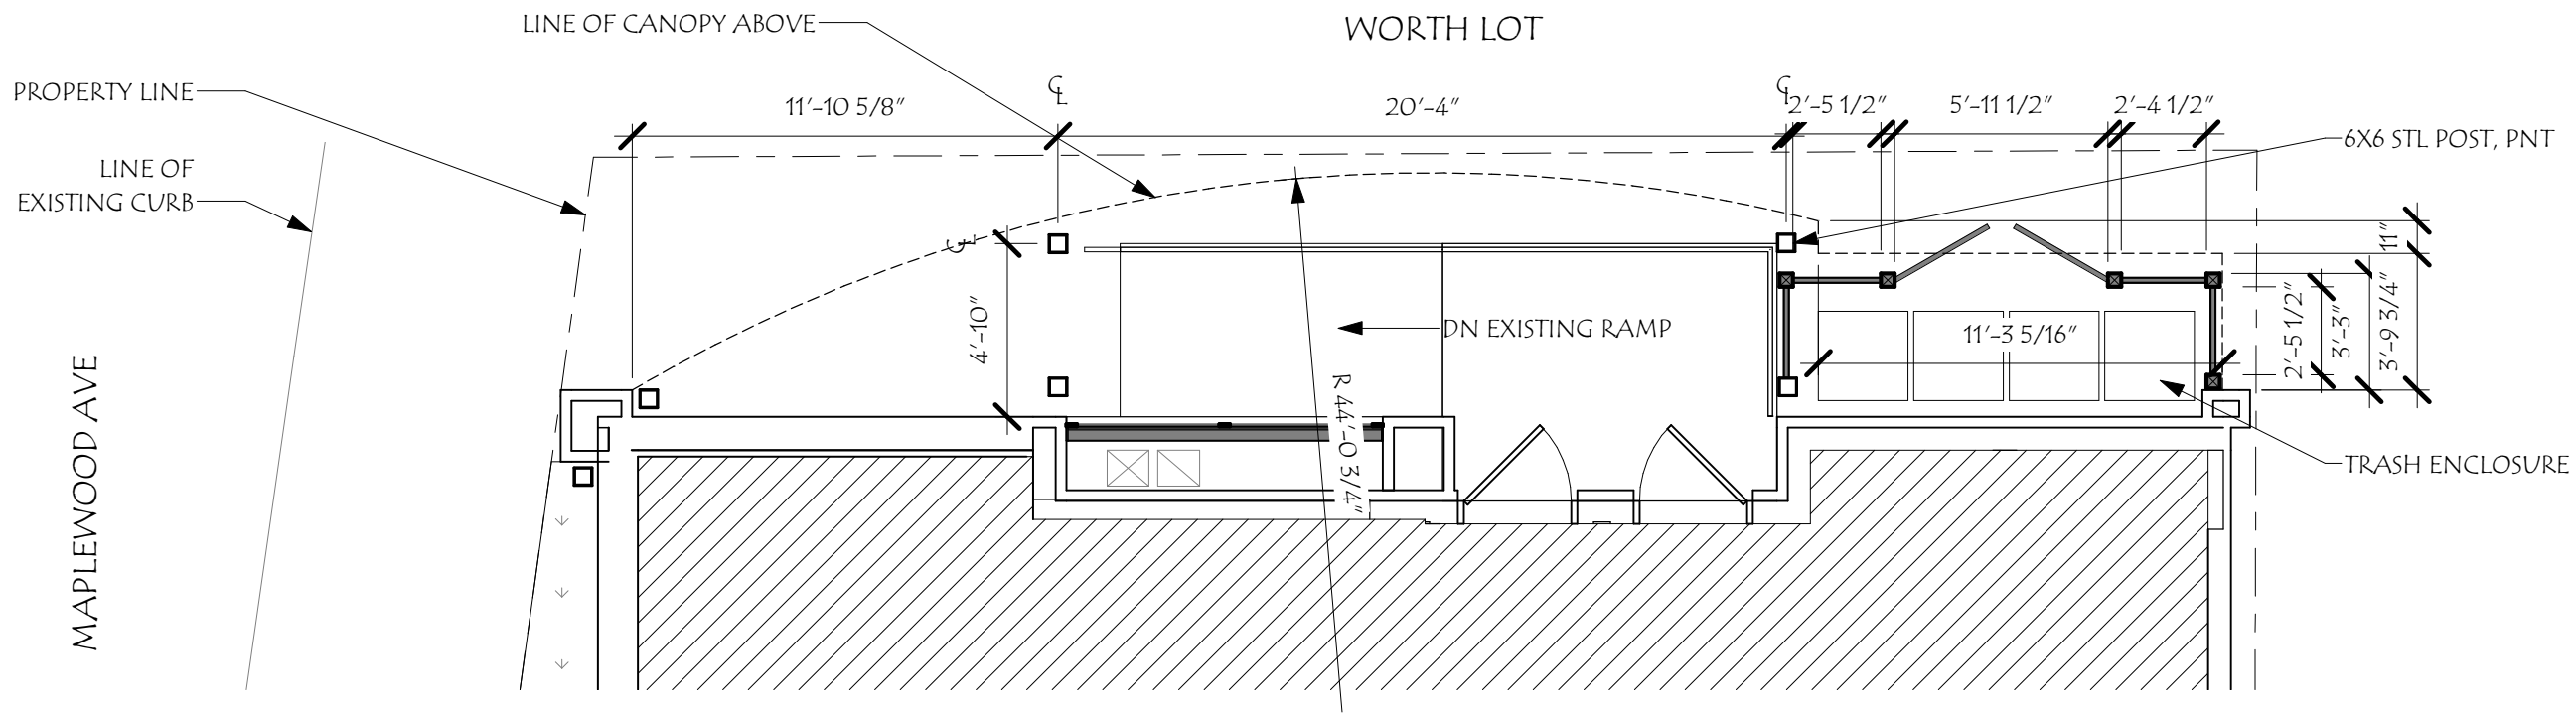 LINE OF CANOPY ABOVE
WORTH LOT
PROPERTY LINE
11'-10 5/8"
20'-4"
2'-5 1/2"
5'-11 1/2"
2'-4 1/2"
6X6 STL POST, PNT
LINE OF
EXISTING CURB
11"
4'-10"
DN EXISTING RAMP
11'-3 5/16"
2'-5 1/2"
3'-3"
3'-9 3/4"
R 44'-0 3/4"
MAPLEWOOD AVE
TRASH ENCLOSURE